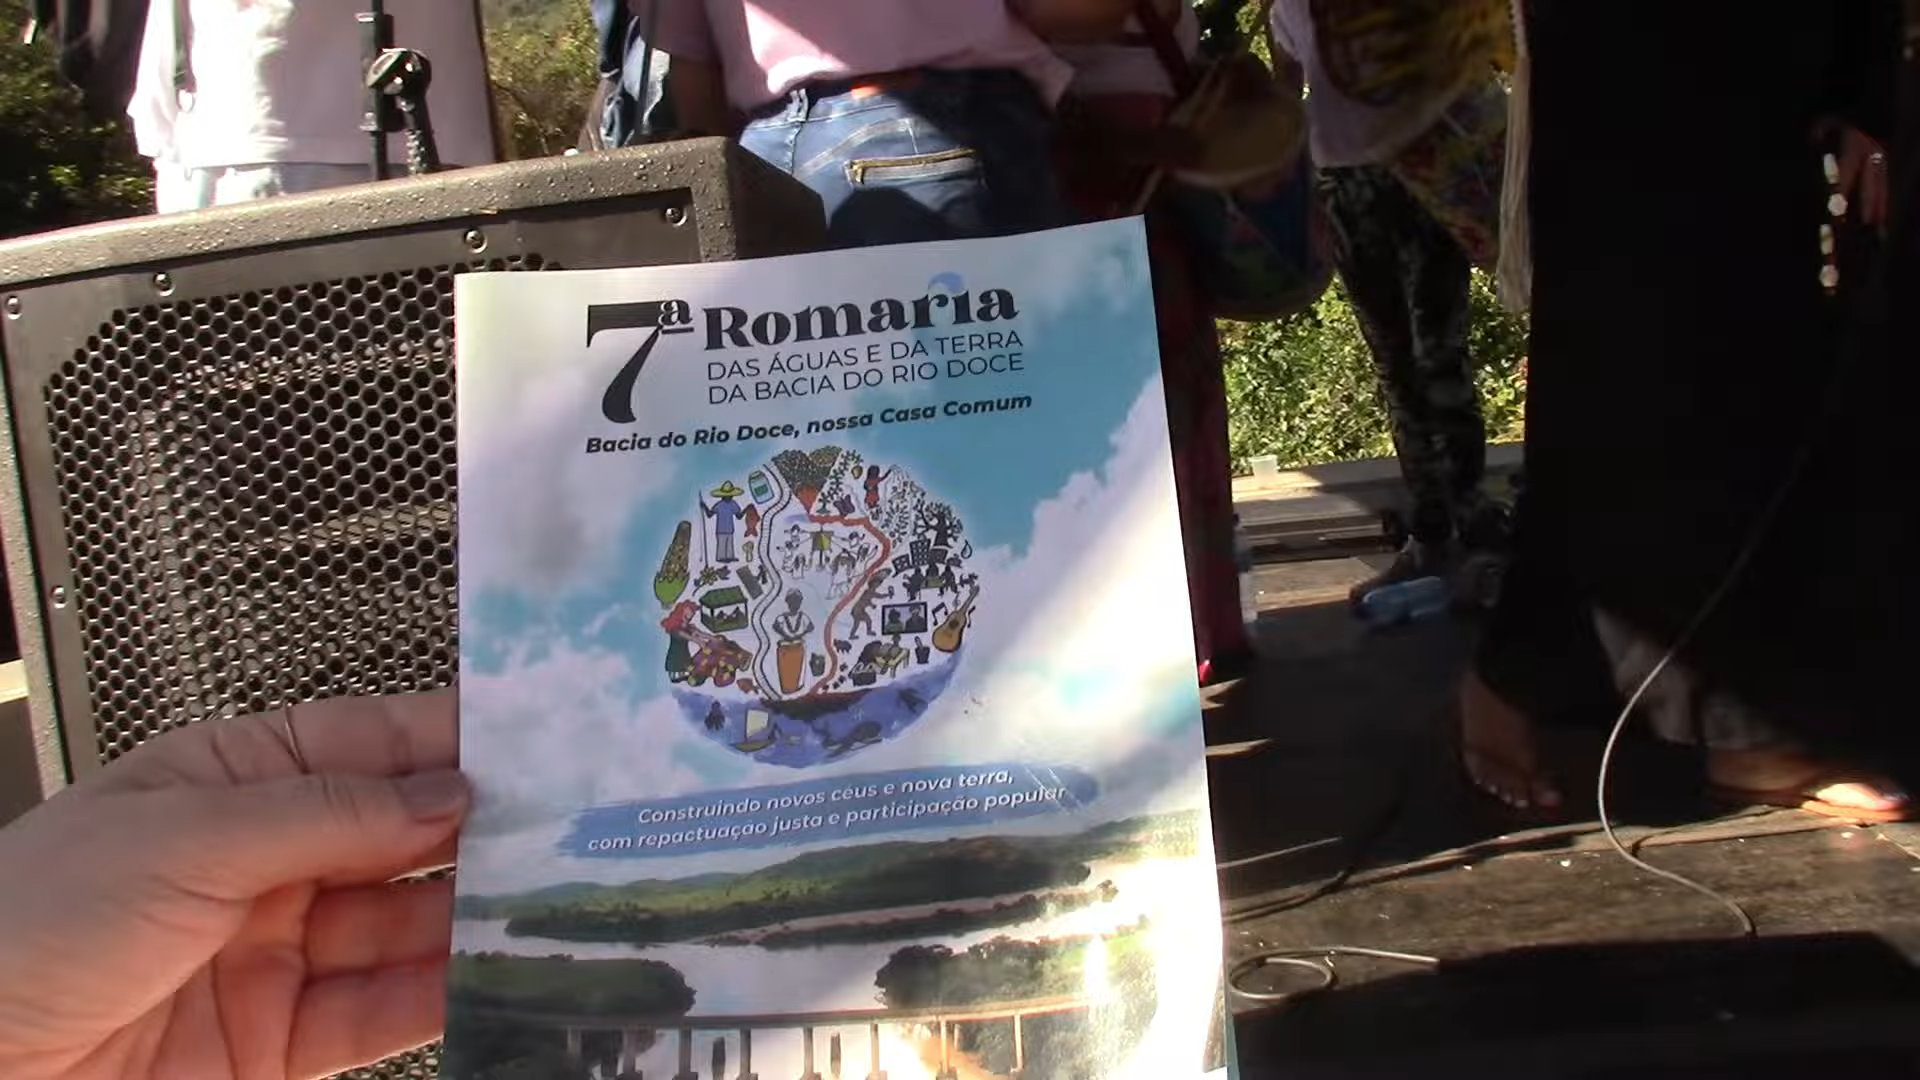 7ª Romaria
DAS ÁGUAS E DA TERRA
DA BACIA DO RIO DOCE
Bacia do Rio Doce, nossa Casa Comum
Construindo novos céus e nova terra,
com repactuação justa e participação popular